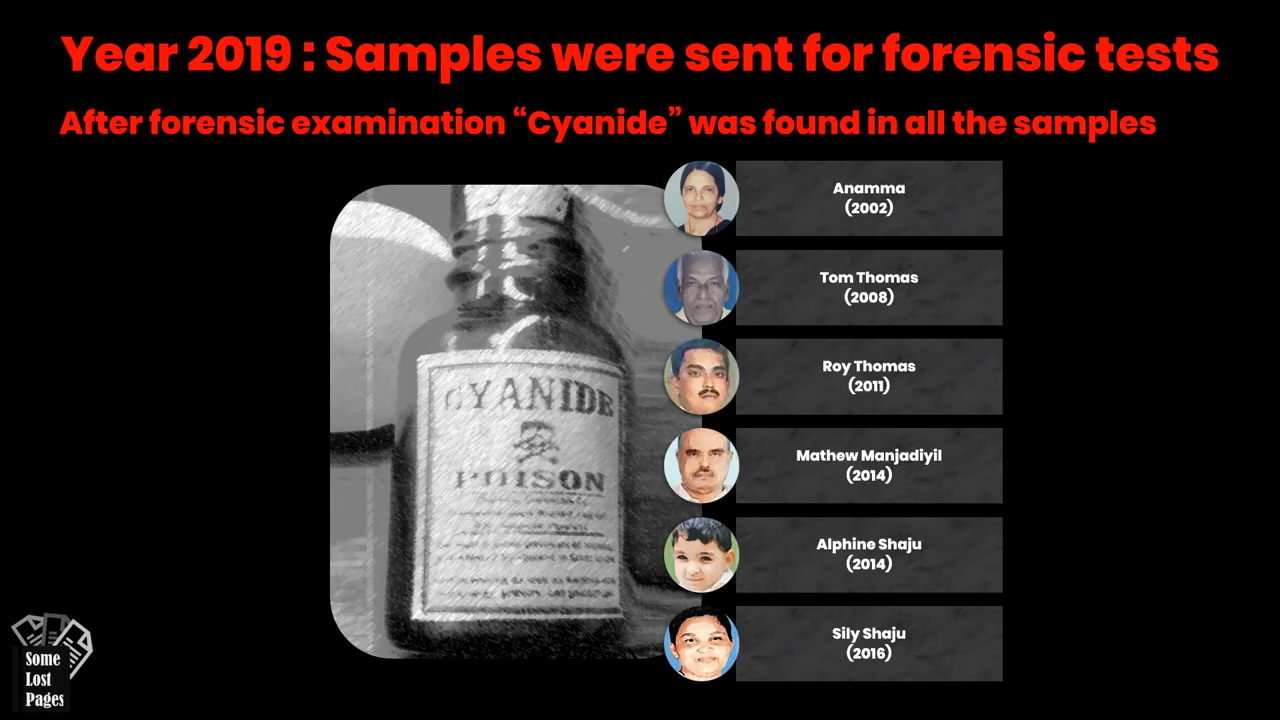 Year 2019 : Samples were sent for forensic tests
After forensic examination “Cyanide” was found in all the samples
CYANIDE
POISON
Anamma
(2002)
Tom Thomas
(2008)
Roy Thomas
(2011)
Mathew Manjadiyil
(2014)
Alphine Shaju
(2014)
Sily Shaju
(2016)
Some
Lost
Pages